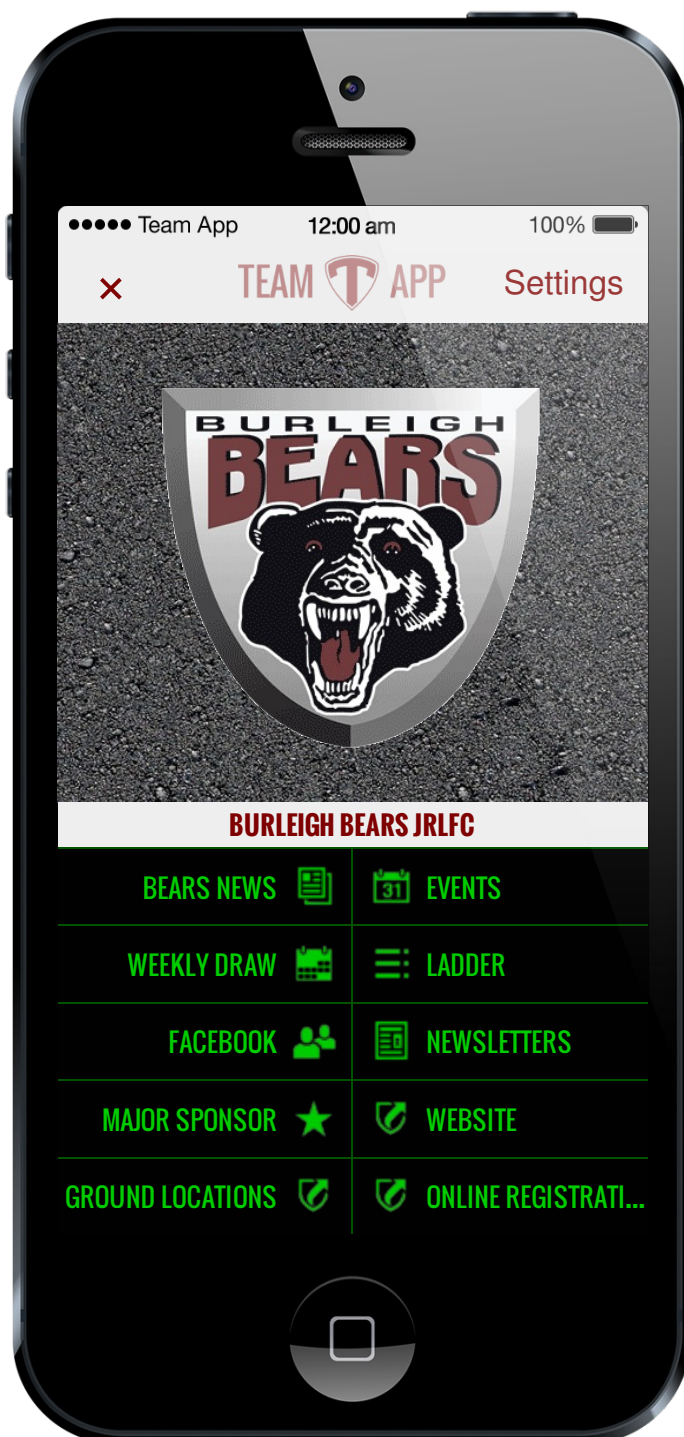 Team App 12:00 am 100%
× TEAM T APP Settings
BURLEIGH
BEARS
BURLEIGH BEARS JRLFC
BEARS NEWS 31 EVENTS
WEEKLY DRAW LADDER
FACEBOOK NEWSLETTERS
MAJOR SPONSOR WEBSITE
GROUND LOCATIONS ONLINE REGISTRATI...